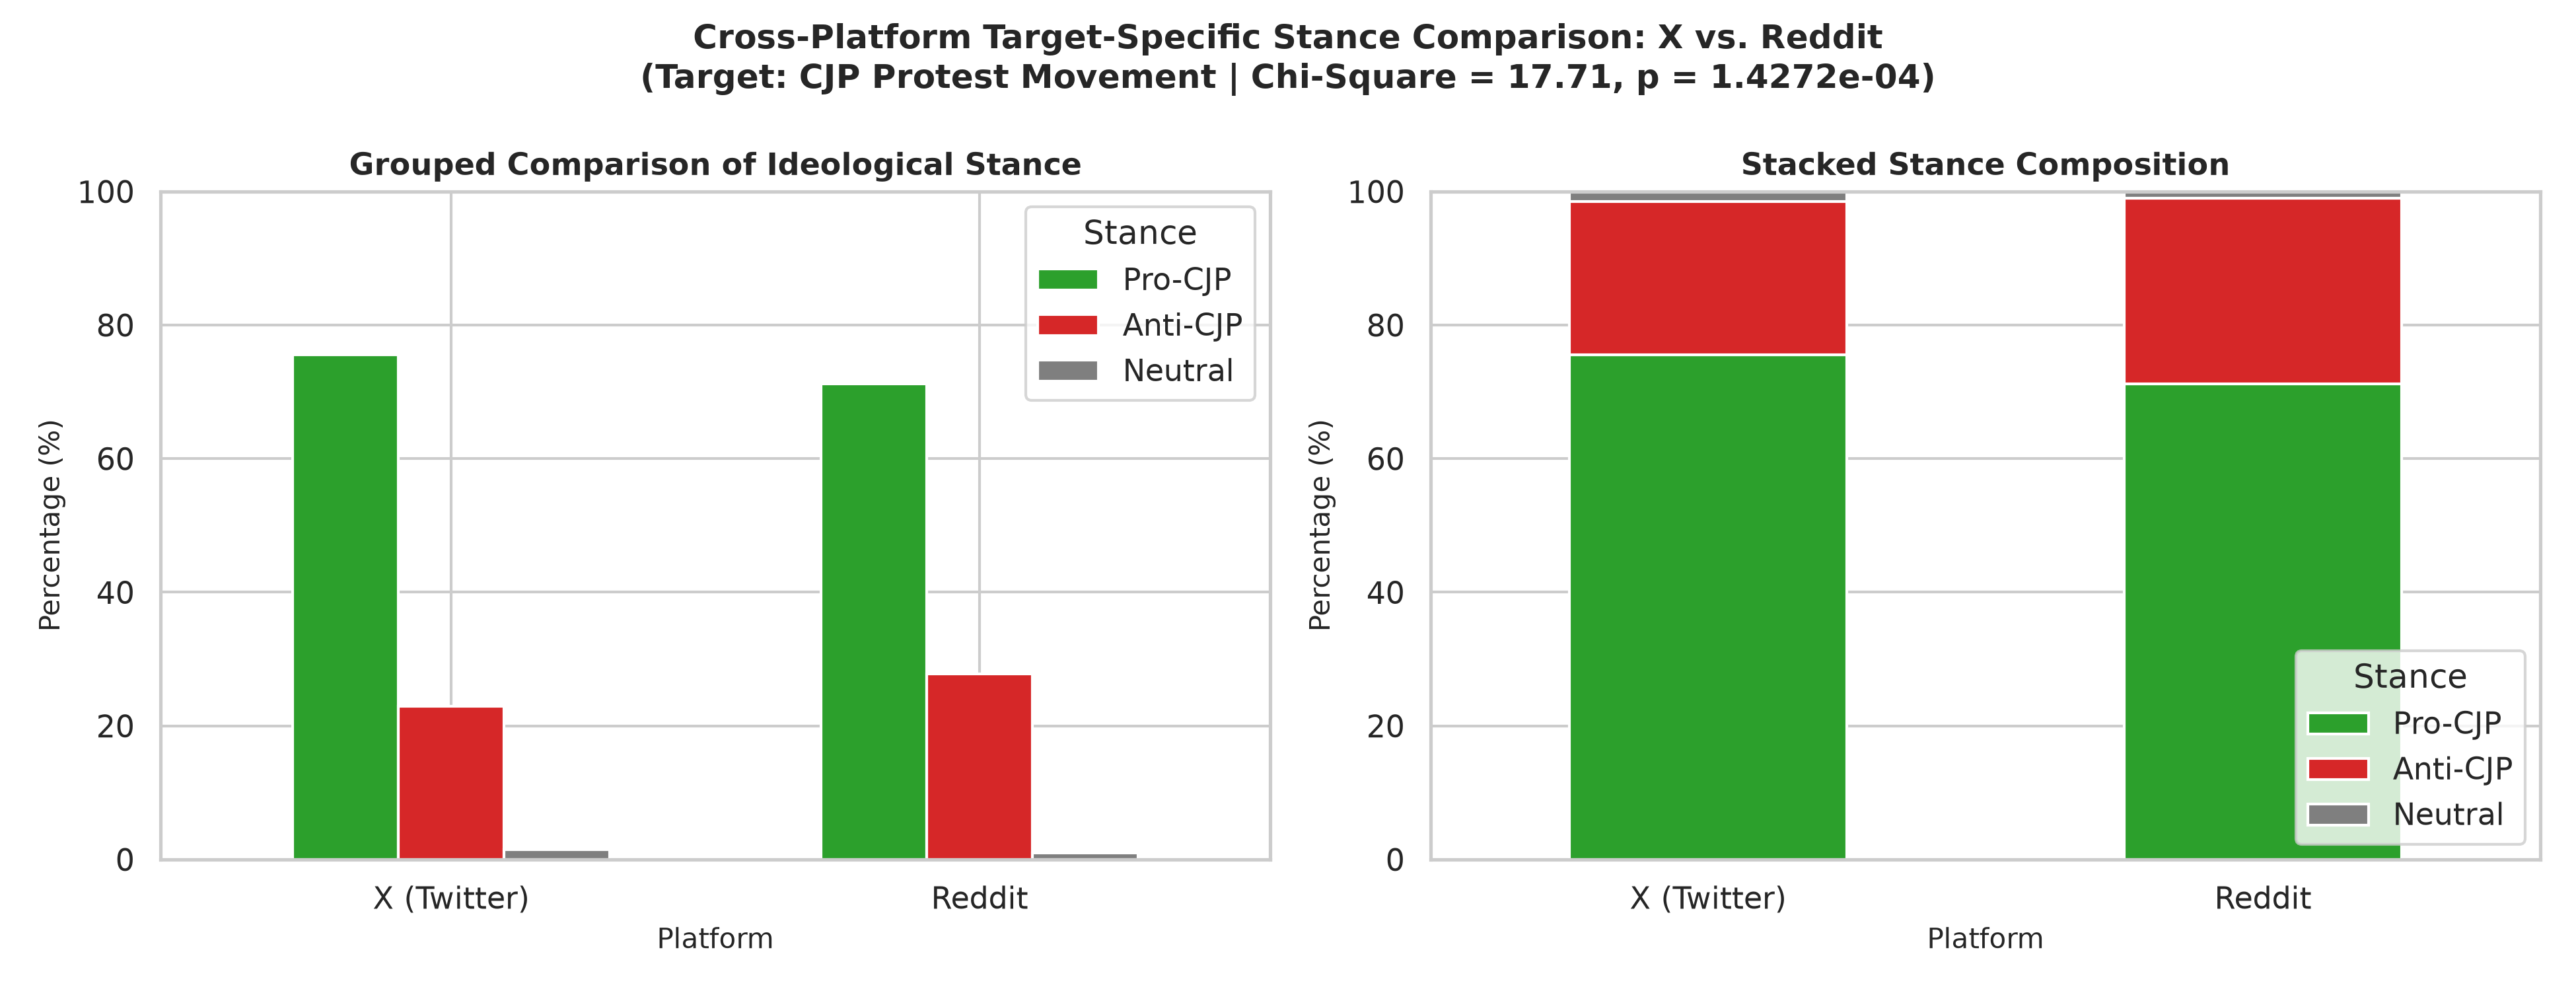 Cross-Platform Target-Specific Stance Comparison: X vs. Reddit
(Target: CJP Protest Movement | Chi-Square = 17.71, p = 1.4272e-04)
Grouped Comparison of Ideological Stance
100
80
60
40
20
0
Percentage (%)
Stance
Pro-CJP
Anti-CJP
Neutral
X (Twitter)
Reddit
Platform
Stacked Stance Composition
100
80
60
40
20
0
Percentage (%)
Stance
Pro-CJP
Anti-CJP
Neutral
X (Twitter)
Reddit
Platform